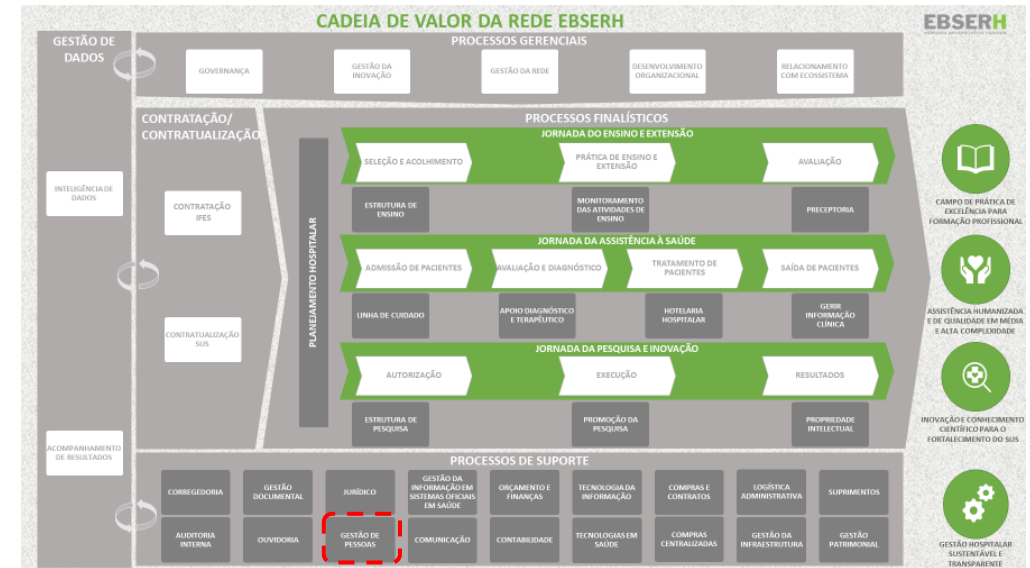 CADEIA DE VALOR DA REDE EBSERH
EBSERH
GESTÃO DE
DADOS
PROCESSOS GERENCIAIS
GOVERNANÇA
GESTÃO DA
INOVAÇÃO
GESTÃO DA REDE
DESENVOLVIMENTO
ORGANIZACIONAL
RELACIONAMENTO
COM ECOSSISTEMA
INTELIGÊNCIA DE
DADOS
ACOMPANHAMENTO
DE RESULTADOS
CONTRATAÇÃO/
CONTRATUALIZAÇÃO
CONTRATAÇÃO
IFES
CONTRATUALIZAÇÃO
SUS
PROCESSOS FINALÍSTICOS
PLANEJAMENTO HOSPITALAR
JORNADA DO ENSINO E EXTENSÃO
SELEÇÃO E ACOLHIMENTO
PRÁTICA DE ENSINO E
EXTENSÃO
AVALIAÇÃO
ESTRUTURA DE
ENSINO
MONITORAMENTO
DAS ATIVIDADES DE
ENSINO
PRECEPTORIA
JORNADA DA ASSISTÊNCIA À SAÚDE
ADMISSÃO DE PACIENTES
AVALIAÇÃO E DIAGNÓSTICO
TRATAMENTO DE
PACIENTES
SAÍDA DE PACIENTES
LINHA DE CUIDADO
APOIO DIAGNÓSTICO
E TERAPÊUTICO
HOTELARIA
HOSPITALAR
GERIR
INFORMAÇÃO
CLÍNICA
JORNADA DA PESQUISA E INOVAÇÃO
AUTORIZAÇÃO
EXECUÇÃO
RESULTADOS
ESTRUTURA DE
PESQUISA
PROMOÇÃO DA
PESQUISA
PROPRIEDADE
INTELECTUAL
CAMPO DE PRÁTICA DE
EXCELÊNCIA PARA
FORMAÇÃO PROFISSIONAL
ASSISTÊNCIA HUMANIZADA
E DE QUALIDADE EM MÉDIA
E ALTA COMPLEXIDADE
INOVAÇÃO E CONHECIMENTO
CIENTÍFICO PARA O
FORTALECIMENTO DO SUS
GESTÃO HOSPITALAR
SUSTENTÁVEL E
TRANSPARENTE
PROCESSOS DE SUPORTE
CORREGEDORIA
GESTÃO
DOCUMENTAL
JURÍDICO
GESTÃO DA
INFORMAÇÃO EM
SISTEMAS OFICIAIS
EM SAÚDE
ORÇAMENTO E
FINANÇAS
TECNOLOGIA DA
INFORMAÇÃO
COMPRAS E
CONTRATOS
LOGÍSTICA
ADMINISTRATIVA
SUPRIMENTOS
AUDITORIA
INTERNA
OUVIDORIA
GESTÃO DE
PESSOAS
COMUNICAÇÃO
CONTABILIDADE
TECNOLOGIAS EM
SAÚDE
COMPRAS
CENTRALIZADAS
GESTÃO DA
INFRAESTRUTURA
GESTÃO
PATRIMONIAL